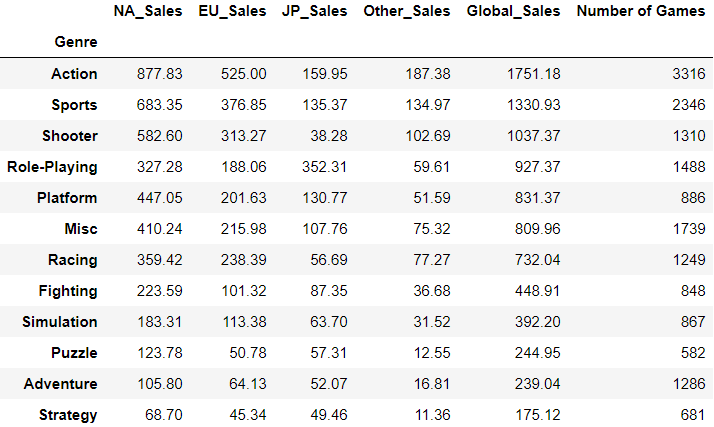 NA_Sales EU_Sales JP_Sales Other_Sales Global_Sales Number of Games
Genre
Action 877.83 525.00 159.95 187.38 1751.18 3316
Sports 683.35 376.85 135.37 134.97 1330.93 2346
Shooter 582.60 313.27 38.28 102.69 1037.37 1310
Role-Playing 327.28 188.06 352.31 59.61 927.37 1488
Platform 447.05 201.63 130.77 51.59 831.37 886
Misc 410.24 215.98 107.76 75.32 809.96 1739
Racing 359.42 238.39 56.69 77.27 732.04 1249
Fighting 223.59 101.32 87.35 36.68 448.91 848
Simulation 183.31 113.38 63.70 31.52 392.20 867
Puzzle 123.78 50.78 57.31 12.55 244.95 582
Adventure 105.80 64.13 52.07 16.81 239.04 1286
Strategy 68.70 45.34 49.46 11.36 175.12 681